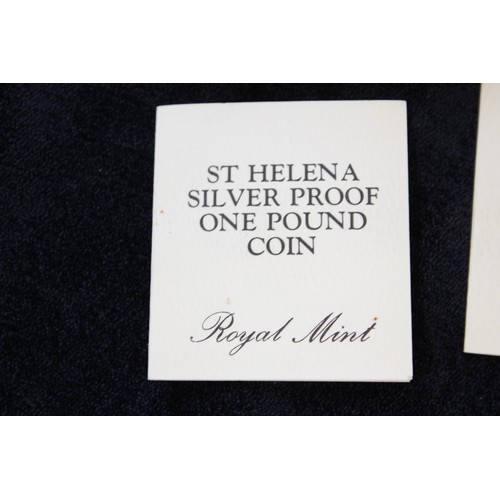 ST HELENA
SILVER PROOF
ONE POUND
COIN
Royal Mint